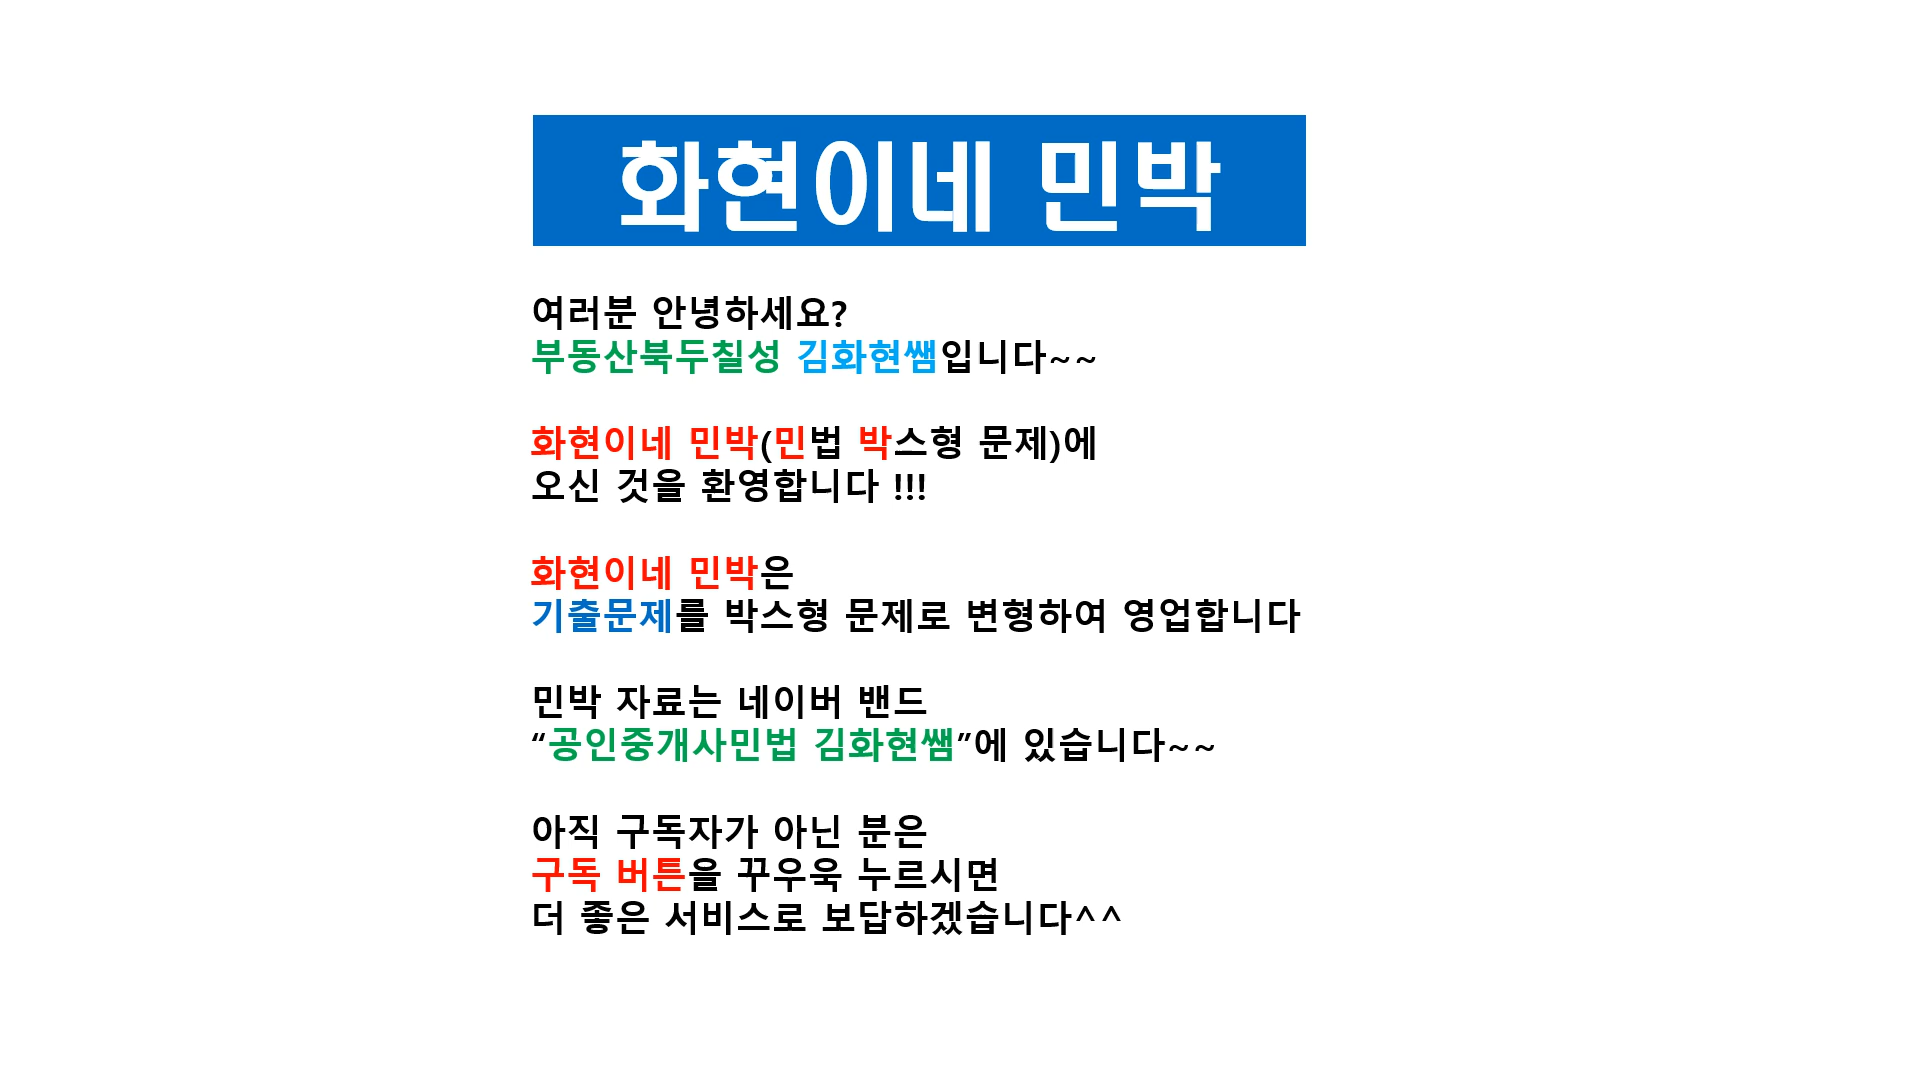 화현이네 민박
여러분 안녕하세요?
부동산북두칠성 김화현쌤입니다~~
화현이네 민박(민법 박스형 문제)에
오신 것을 환영합니다 !!!
화현이네 민박은
기출문제를 박스형 문제로 변형하여 영업합니다
민박 자료는 네이버 밴드
“공인중개사민법 김화현쌤”에 있습니다~~
아직 구독자가 아닌 분은
구독 버튼을 꾸우욱 누르시면
더 좋은 서비스로 보답하겠습니다^^